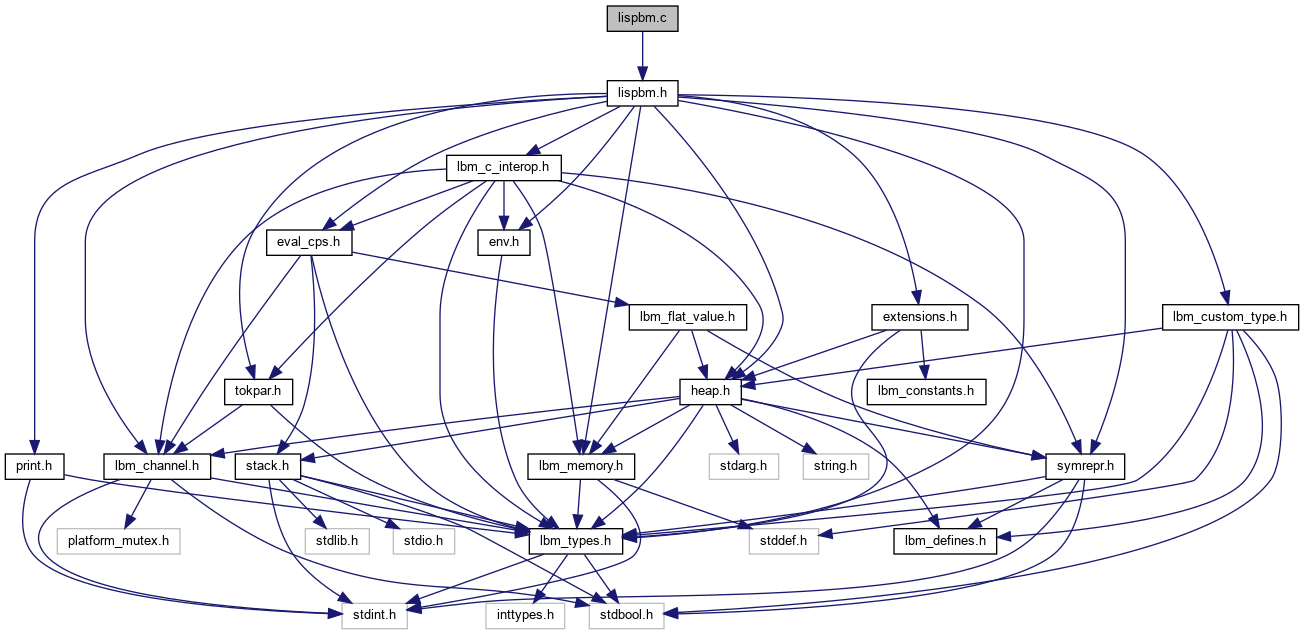 lispbm.c
lispbm.h
lbm_c_interop.h
eval_cps.h
env.h
lbm_flat_value.h
extensions.h
lbm_custom_type.h
tokpar.h
heap.h
lbm_constants.h
print.h
lbm_channel.h
stack.h
lbm_memory.h
stdarg.h
string.h
symrepr.h
platform_mutex.h
stdlib.h
stdio.h
lbm_types.h
stddef.h
lbm_defines.h
stdint.h
inttypes.h
stdbool.h